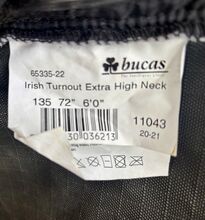 bucas
65335-22
Irish Turnout Extra High Neck
135 72" 6'0"
11043
20-21
30 036213